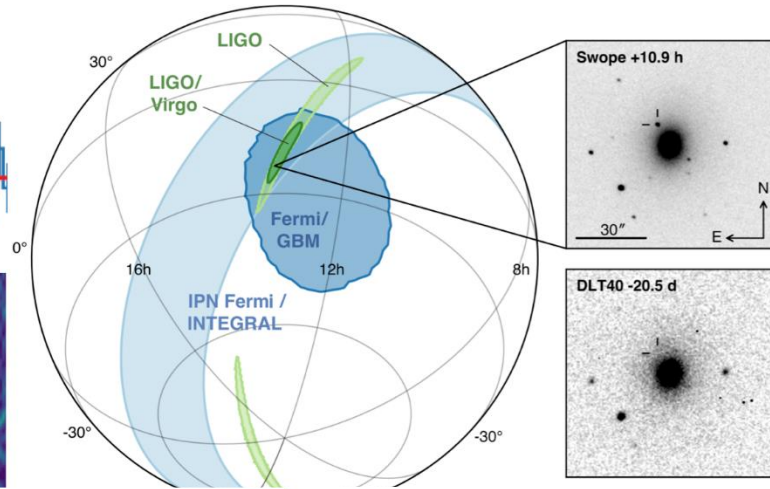 LIGO
LIGO/
Virgo
Fermi/
GBM
IPN Fermi /
INTEGRAL
30°
0°
-30°
-30°
16h
12h
8h
Swope +10.9 h
30″
N
E
DLT40 -20.5 d